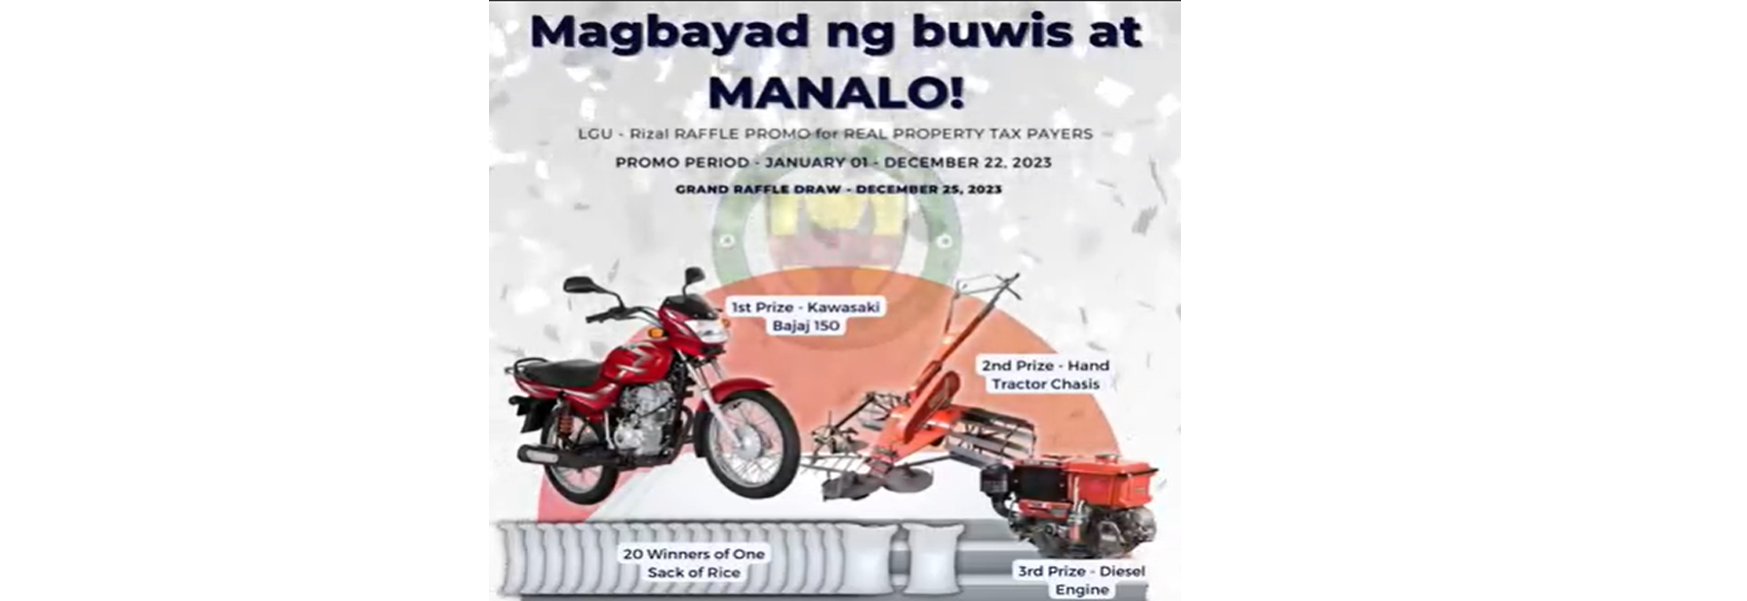 Magbayad ng buwis at
MANALO!
LGU - Rizal RAFFLE PROMO for REAL PROPERTY TAX PAYERS
PROMO PERIOD - JANUARY 01 - DECEMBER 22, 2023
GRAND RAFFLE DRAW - DECEMBER 25, 2023
1st Prize - Kawasaki
Bajaj 150
2nd Prize - Hand
Tractor Chasis
20 Winners of One
Sack of Rice
3rd Prize - Diesel
Engine